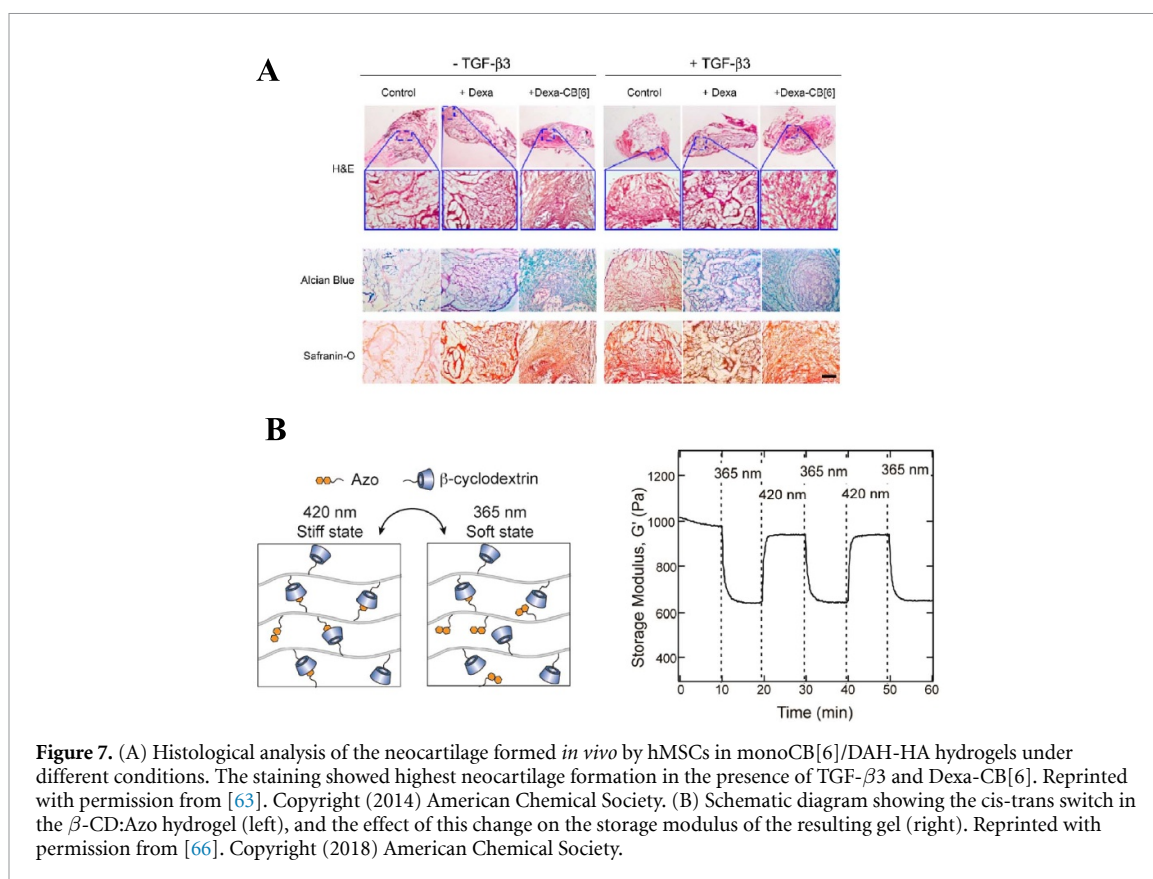 A
- TGF-β3
+ TGF-β3
Control
+ Dexa
+Dexa-CB[6]
Control
+ Dexa
+Dexa-CB[6]
H&E
Alcian Blue
Safranin-O
B
Azo
β-cyclodextrin
420 nm
Stiff state
365 nm
Soft state
365 nm
365 nm
365 nm
420 nm
420 nm
1200
1000
800
600
400
Storage Modulus, G' (Pa)
0
10
20
30
40
50
60
Time (min)
Figure 7. (A) Histological analysis of the neocartilage formed in vivo by hMSCs in monoCB[6]/DAH-HA hydrogels under
different conditions. The staining showed highest neocartilage formation in the presence of TGF-β3 and Dexa-CB[6]. Reprinted
with permission from [63]. Copyright (2014) American Chemical Society. (B) Schematic diagram showing the cis-trans switch in
the β-CD:Azo hydrogel (left), and the effect of this change on the storage modulus of the resulting gel (right). Reprinted with
permission from [66]. Copyright (2018) American Chemical Society.